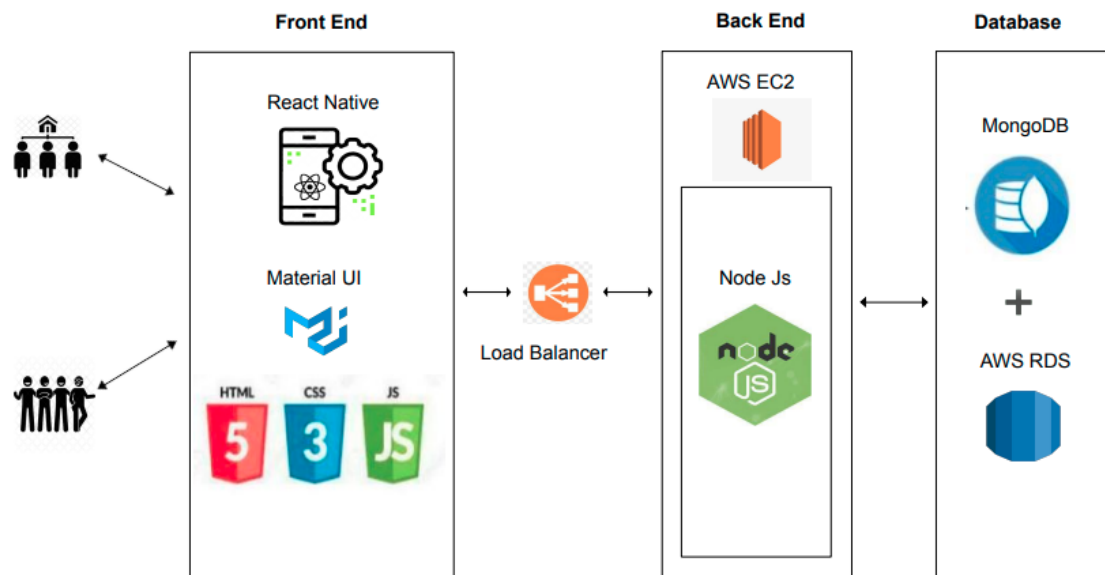 Front End
Back End
Database
React Native
AWS EC2
MongoDB
Material UI
Node Js
Load Balancer
node
JS
AWS RDS
HTML CSS JS
5 3 JS